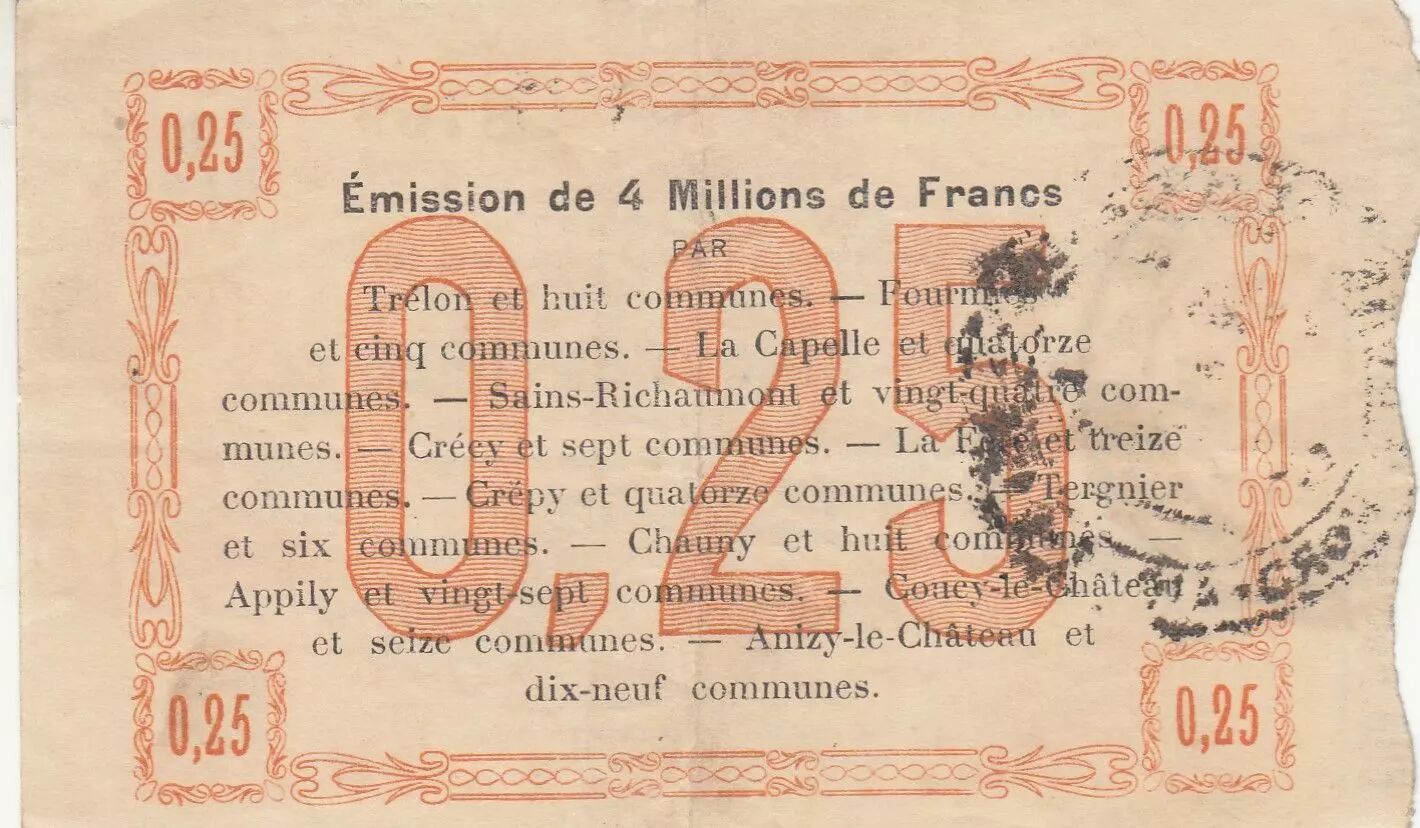 0,25
0,25
Émission de 4 Millions de Francs
PAR
0,25
Trélon et huit communes. — Fourmies
et cinq communes. — La Capelle et quatorze
communes. — Sains-Richaumont et vingt-quatre com-
munes. — Crécy et sept communes. — La Fère et treize
communes. — Crépy et quatorze communes. — Tergnier
et six communes. — Chauny et huit communes. —
Appily et vingt-sept communes. — Coucy-le-Château
et seize communes. — Anizy-le-Château et
dix-neuf communes.
0,25
0,25